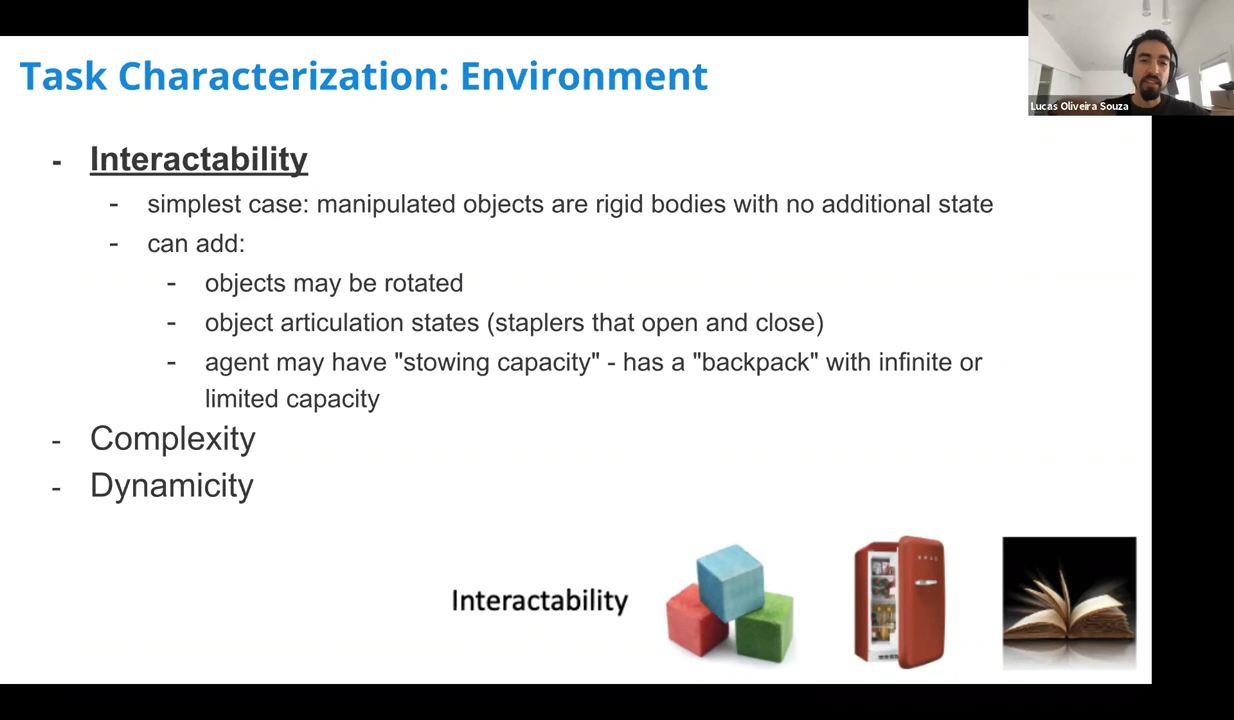 Task Characterization: Environment
Lucas Oliveira Souza
- Interactability
- simplest case: manipulated objects are rigid bodies with no additional state
- can add:
- objects may be rotated
- object articulation states (staplers that open and close)
- agent may have "stowing capacity" - has a "backpack" with infinite or
limited capacity
- Complexity
- Dynamicity
Interactability